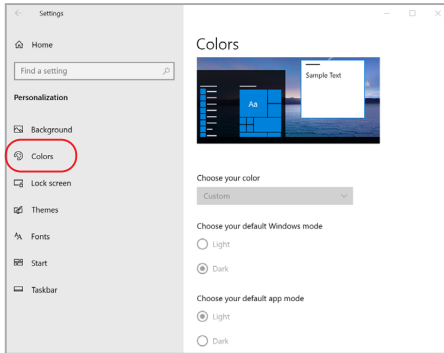 Settings
Home
Find a setting
Personalization
Background
Colors
Lock screen
Themes
Fonts
Start
Taskbar
Colors
Sample Text
Aa
Choose your color
Custom
Choose your default Windows mode
Light
Dark
Choose your default app mode
Light
Dark